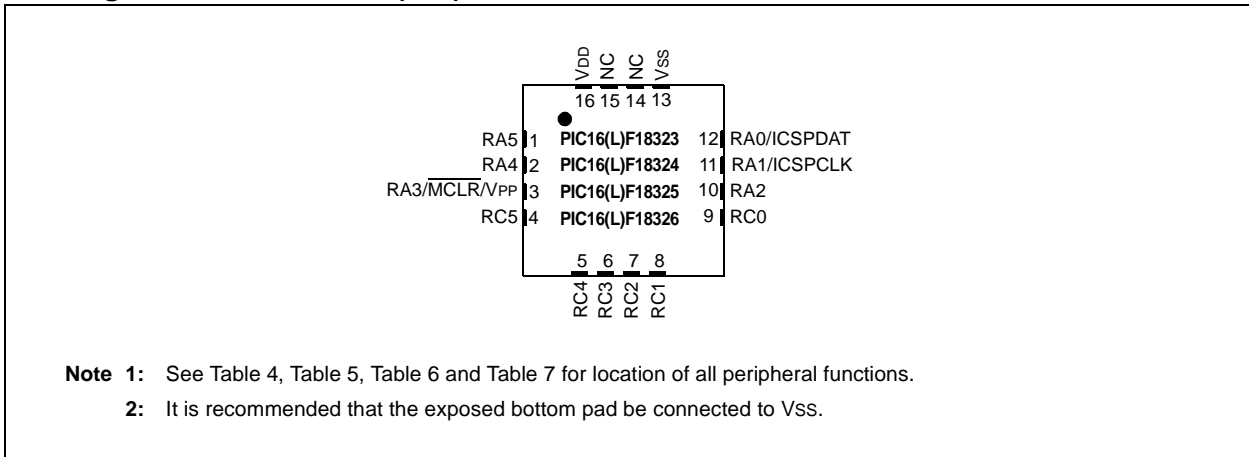 VDD NC NC VSS
16 15 14 13
RA5 1 PIC16(L)F18323 12 RA0/ICSPDAT
RA4 2 PIC16(L)F18324 11 RA1/ICSPCLK
RA3/MCLR/VPP 3 PIC16(L)F18325 10 RA2
RC5 4 PIC16(L)F18326 9 RC0
5 6 7 8
RC4 RC3 RC2 RC1
Note 1: See Table 4, Table 5, Table 6 and Table 7 for location of all peripheral functions.
2: It is recommended that the exposed bottom pad be connected to VSS.